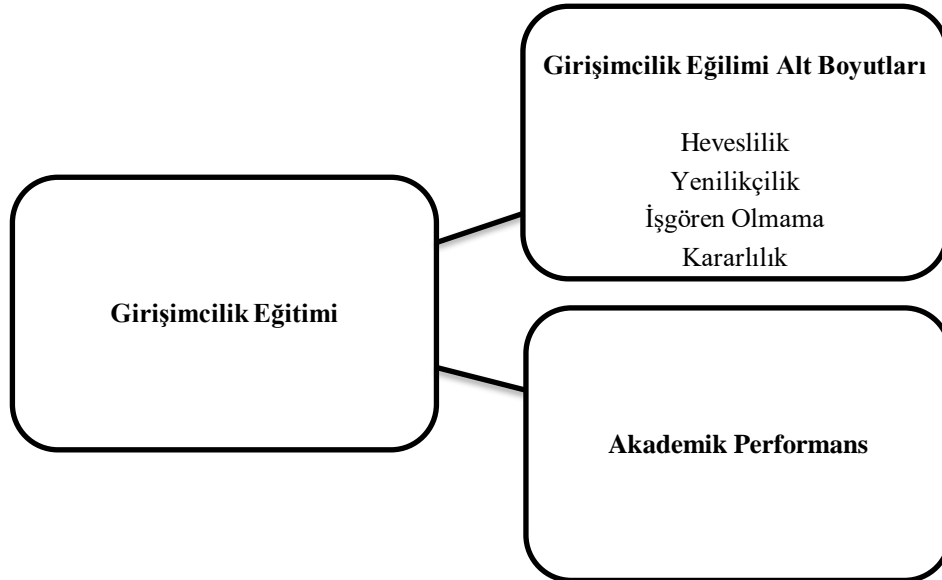 Girişimcilik Eğilimi Alt Boyutları
Heveslilik
Yenilikçilik
İşgören Olmama
Kararlılık
Girişimcilik Eğitimi
Akademik Performans